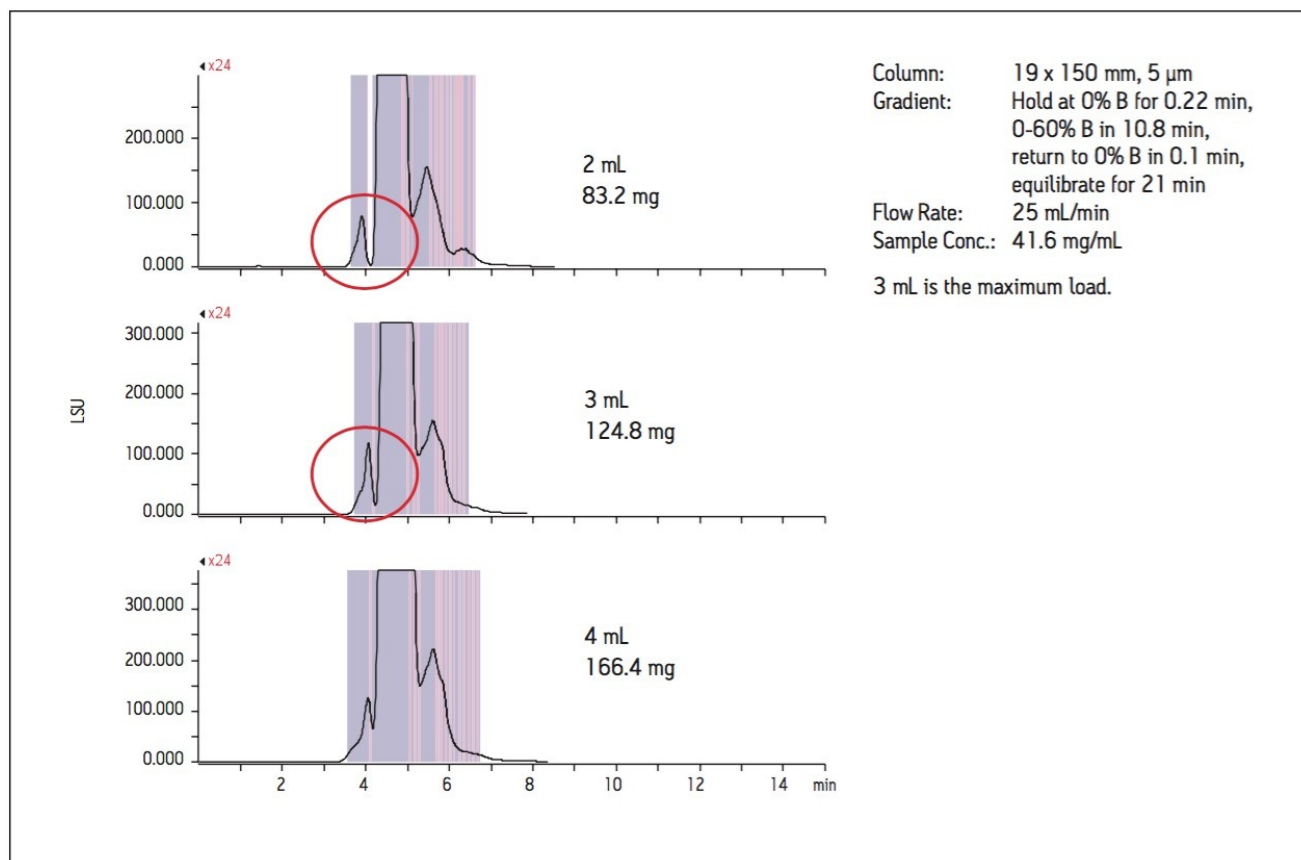 ◂x24
200.000
100.000
0.000
2 mL
83.2 mg
Column: 19 x 150 mm, 5 µm
Gradient: Hold at 0% B for 0.22 min,
0-60% B in 10.8 min,
return to 0% B in 0.1 min,
equilibrate for 21 min
Flow Rate: 25 mL/min
Sample Conc.: 41.6 mg/mL
3 mL is the maximum load.
◂x24
300.000
200.000
100.000
0.000
LSU
3 mL
124.8 mg
◂x24
300.000
200.000
100.000
0.000
4 mL
166.4 mg
2 4 6 8 10 12 14 min